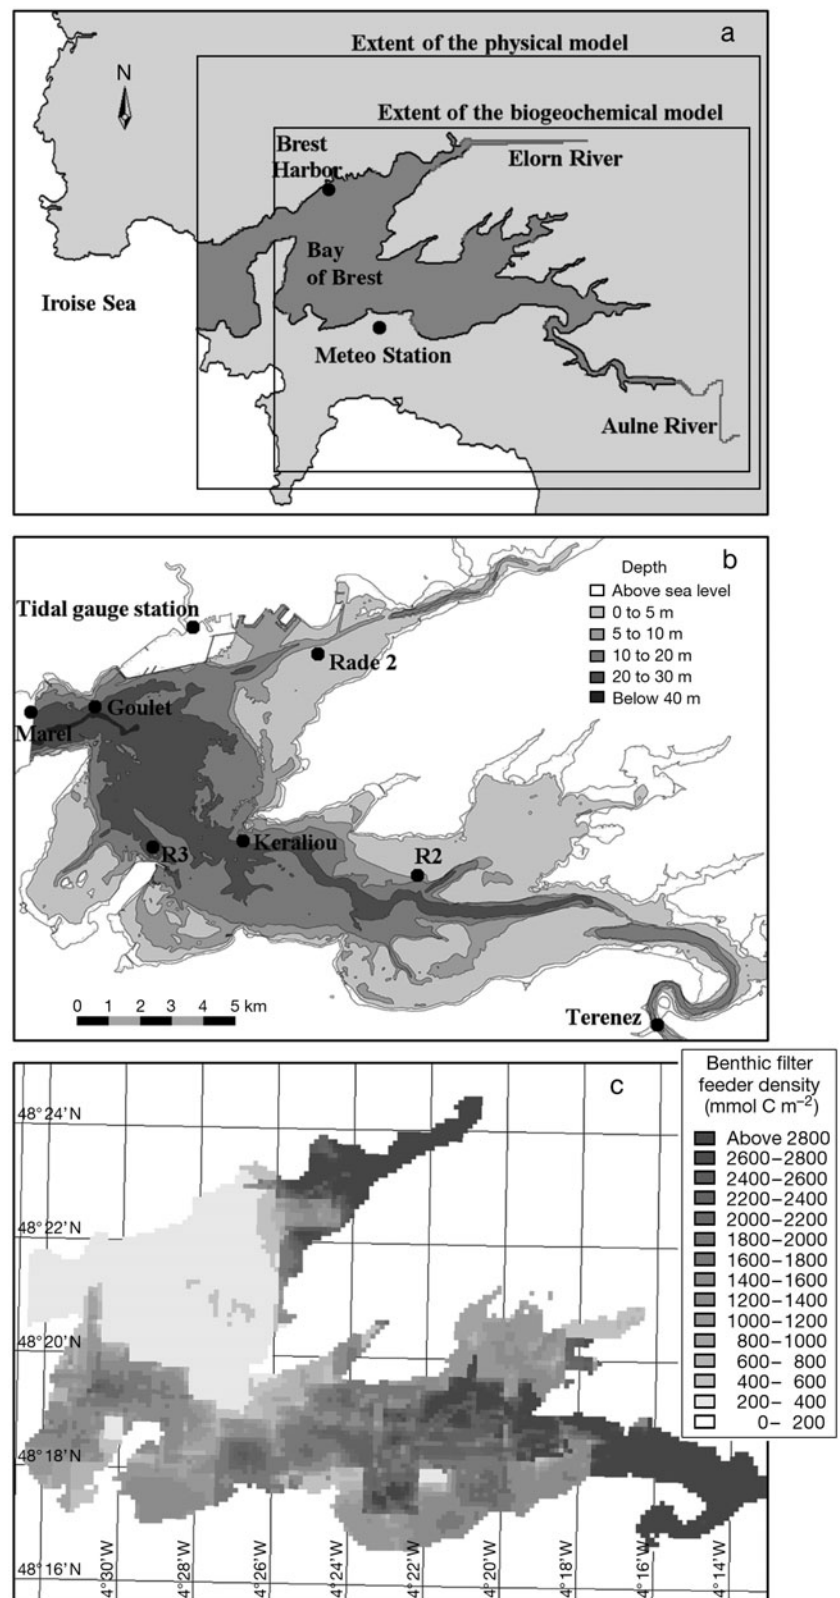 a
Extent of the physical model
N
Extent of the biogeochemical model
Brest
Harbor
Elorn River
Bay
of Brest
Iroise Sea
Meteo Station
Aulne River
b
Depth
Above sea level
0 to 5 m
5 to 10 m
10 to 20 m
20 to 30 m
Below 40 m
Tidal gauge station
Rade 2
Goulet
Marel
Keraliou
R3
R2
0 1 2 3 4 5 km
Terenez
c
Benthic filter
feeder density
(mmol C m⁻²)
Above 2800
2600–2800
2400–2600
2200–2400
2000–2200
1800–2000
1600–1800
1400–1600
1200–1400
1000–1200
800–1000
600–800
400–600
200–400
0–200
48°24'N
48°22'N
48°20'N
48°18'N
48°16'N
4°30'W
4°28'W
4°26'W
4°24'W
4°22'W
4°20'W
4°18'W
4°16'W
4°14'W